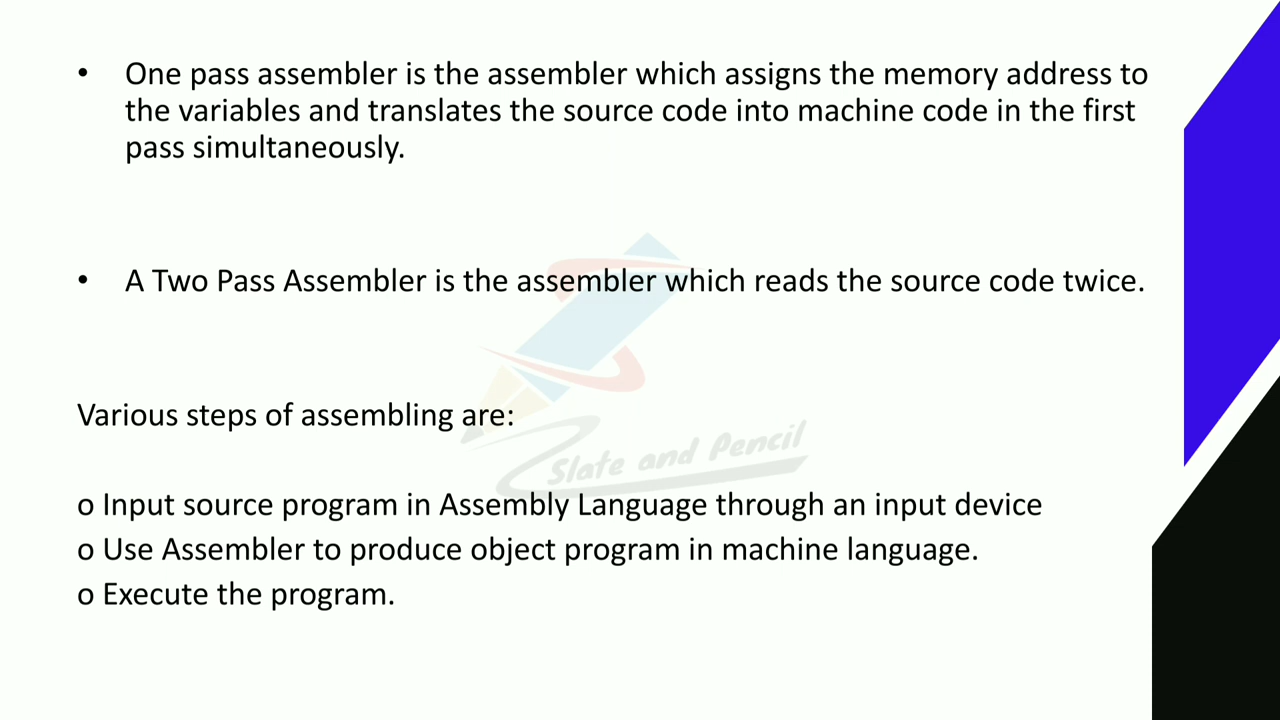 • One pass assembler is the assembler which assigns the memory address to
the variables and translates the source code into machine code in the first
pass simultaneously.
• A Two Pass Assembler is the assembler which reads the source code twice.
Various steps of assembling are:
Slate and Pencil
o Input source program in Assembly Language through an input device
o Use Assembler to produce object program in machine language.
o Execute the program.